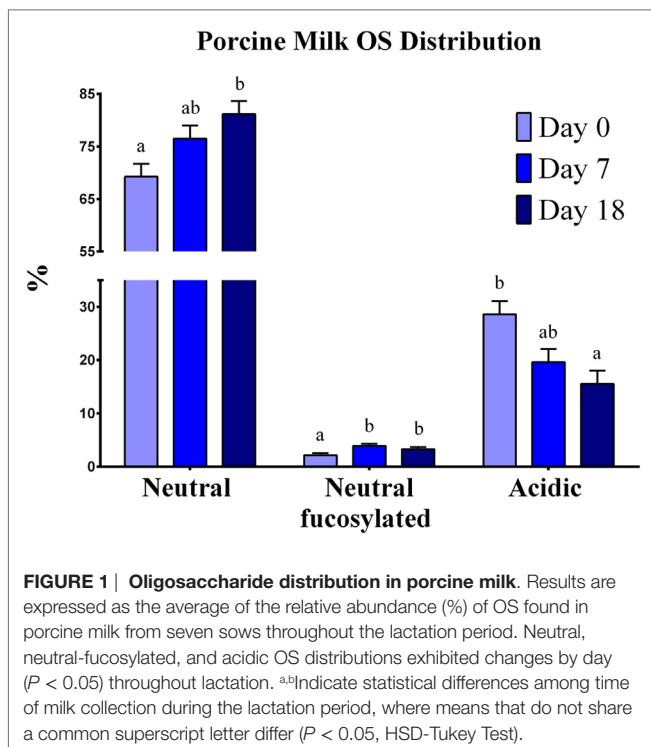 Porcine Milk OS Distribution
85
75
65
55
30
20
10
0
%
a
ab
b
a
b
b
b
ab
a
Day 0
Day 7
Day 18
Neutral
Neutral
fucosylated
Acidic
FIGURE 1 | Oligosaccharide distribution in porcine milk. Results are
expressed as the average of the relative abundance (%) of OS found in
porcine milk from seven sows throughout the lactation period. Neutral,
neutral-fucosylated, and acidic OS distributions exhibited changes by day
(P < 0.05) throughout lactation. a,bIndicate statistical differences among time
of milk collection during the lactation period, where means that do not share
a common superscript letter differ (P < 0.05, HSD-Tukey Test).